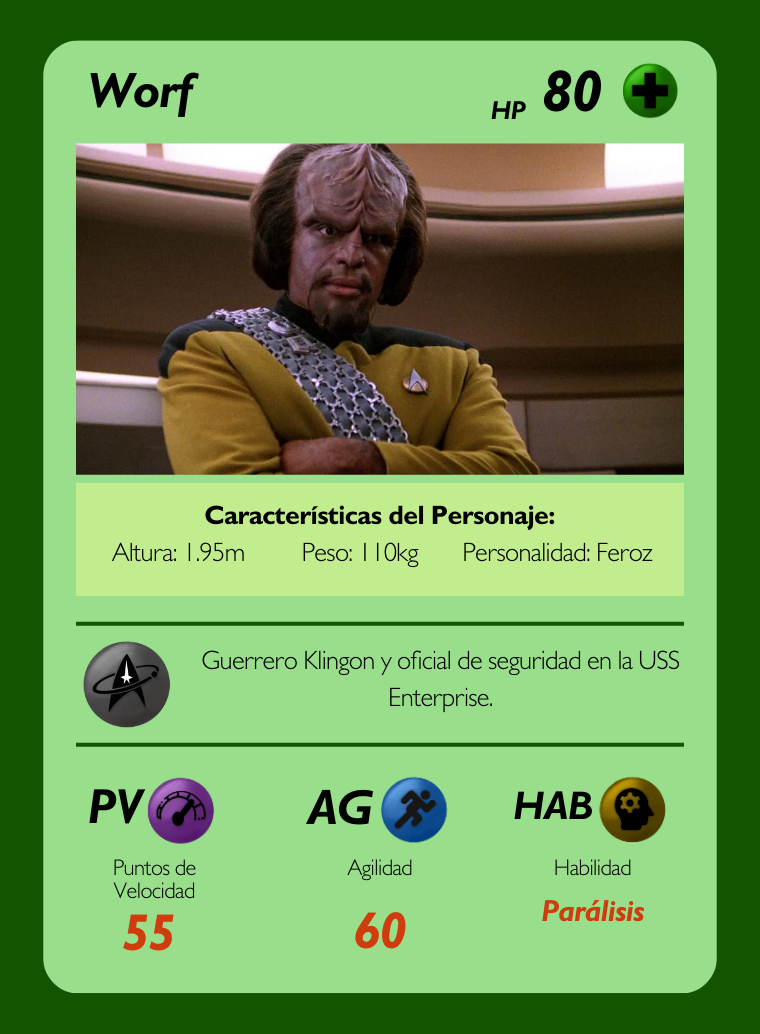 Worf
HP 80
Características del Personaje:
Altura: 1.95m Peso: 110kg Personalidad: Feroz
Guerrero Klingon y oficial de seguridad en la USS
Enterprise.
PV AG HAB
Puntos de
Velocidad
Agilidad
Habilidad
55
60
Parálisis